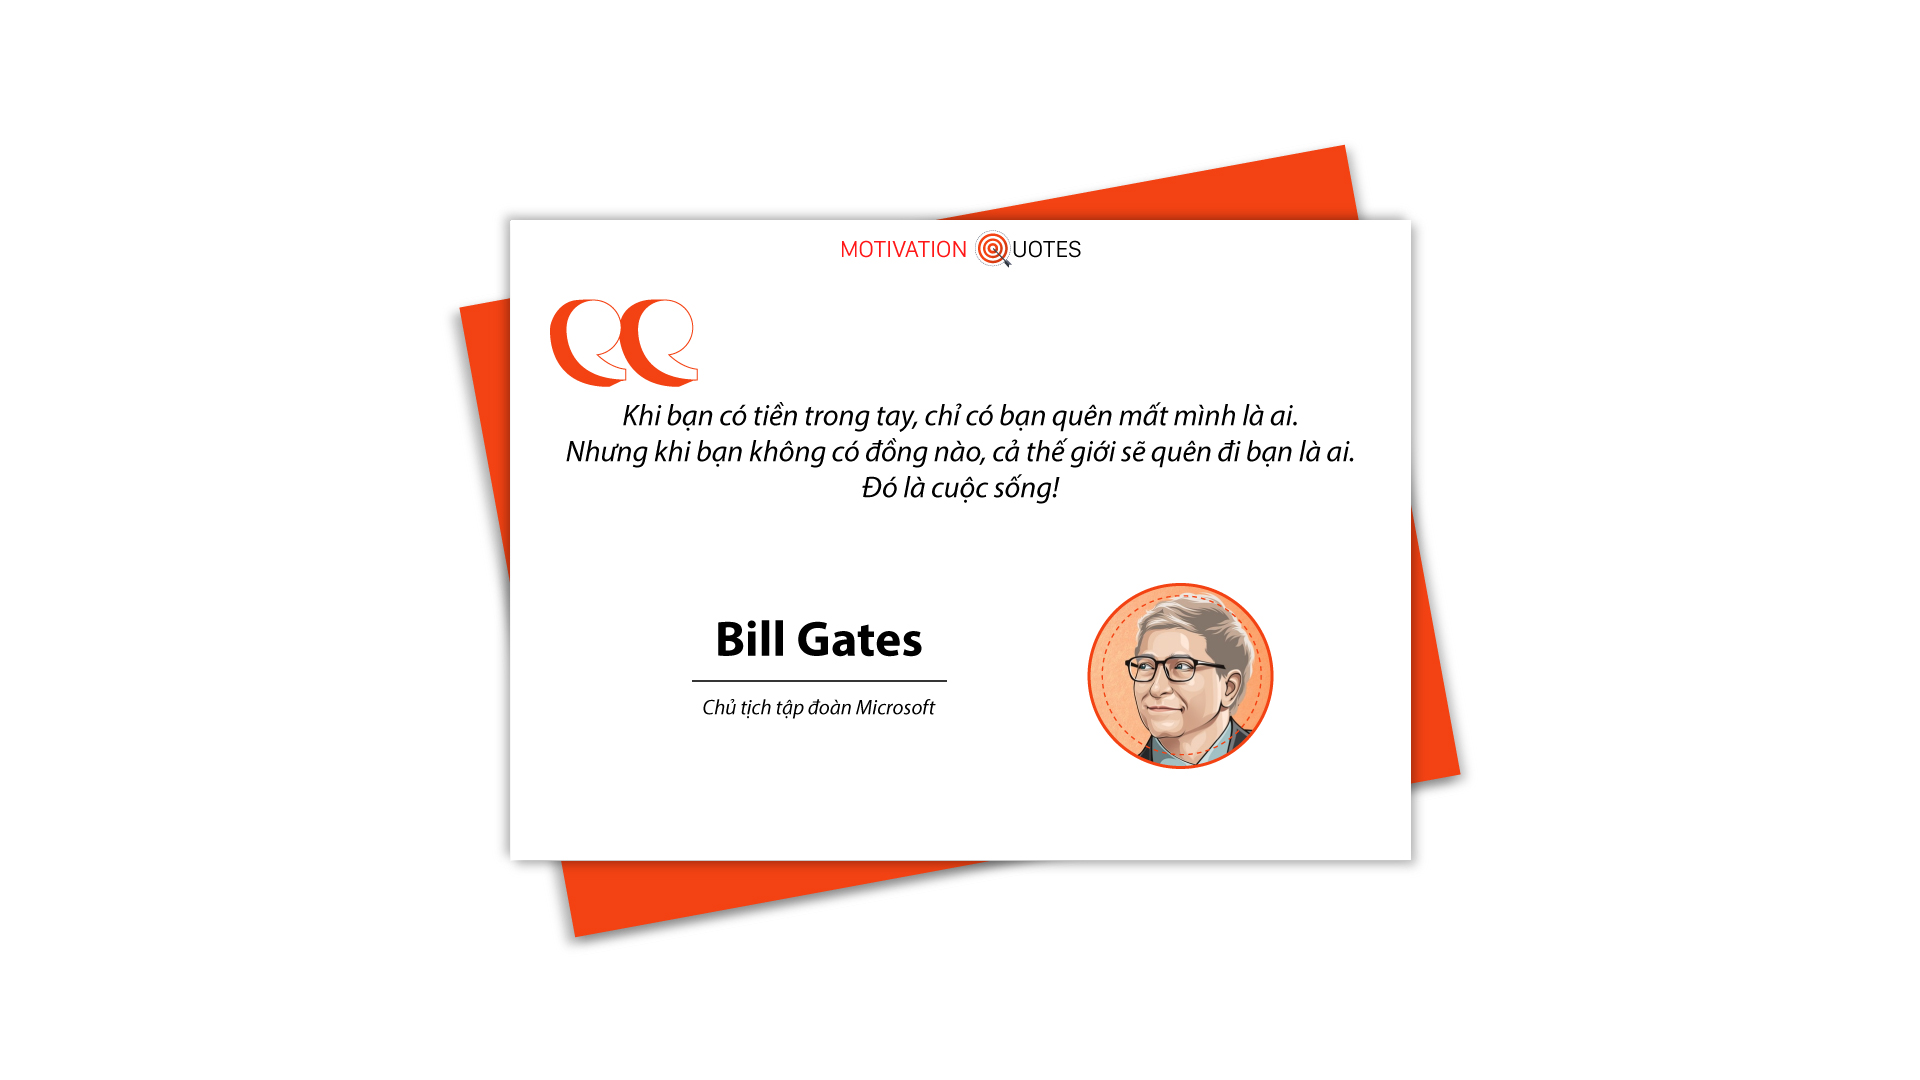 MOTIVATION QUOTES
Khi bạn có tiền trong tay, chỉ có bạn quên mất mình là ai.
Nhưng khi bạn không có đồng nào, cả thế giới sẽ quên đi bạn là ai.
Đó là cuộc sống!
Bill Gates
Chủ tịch tập đoàn Microsoft